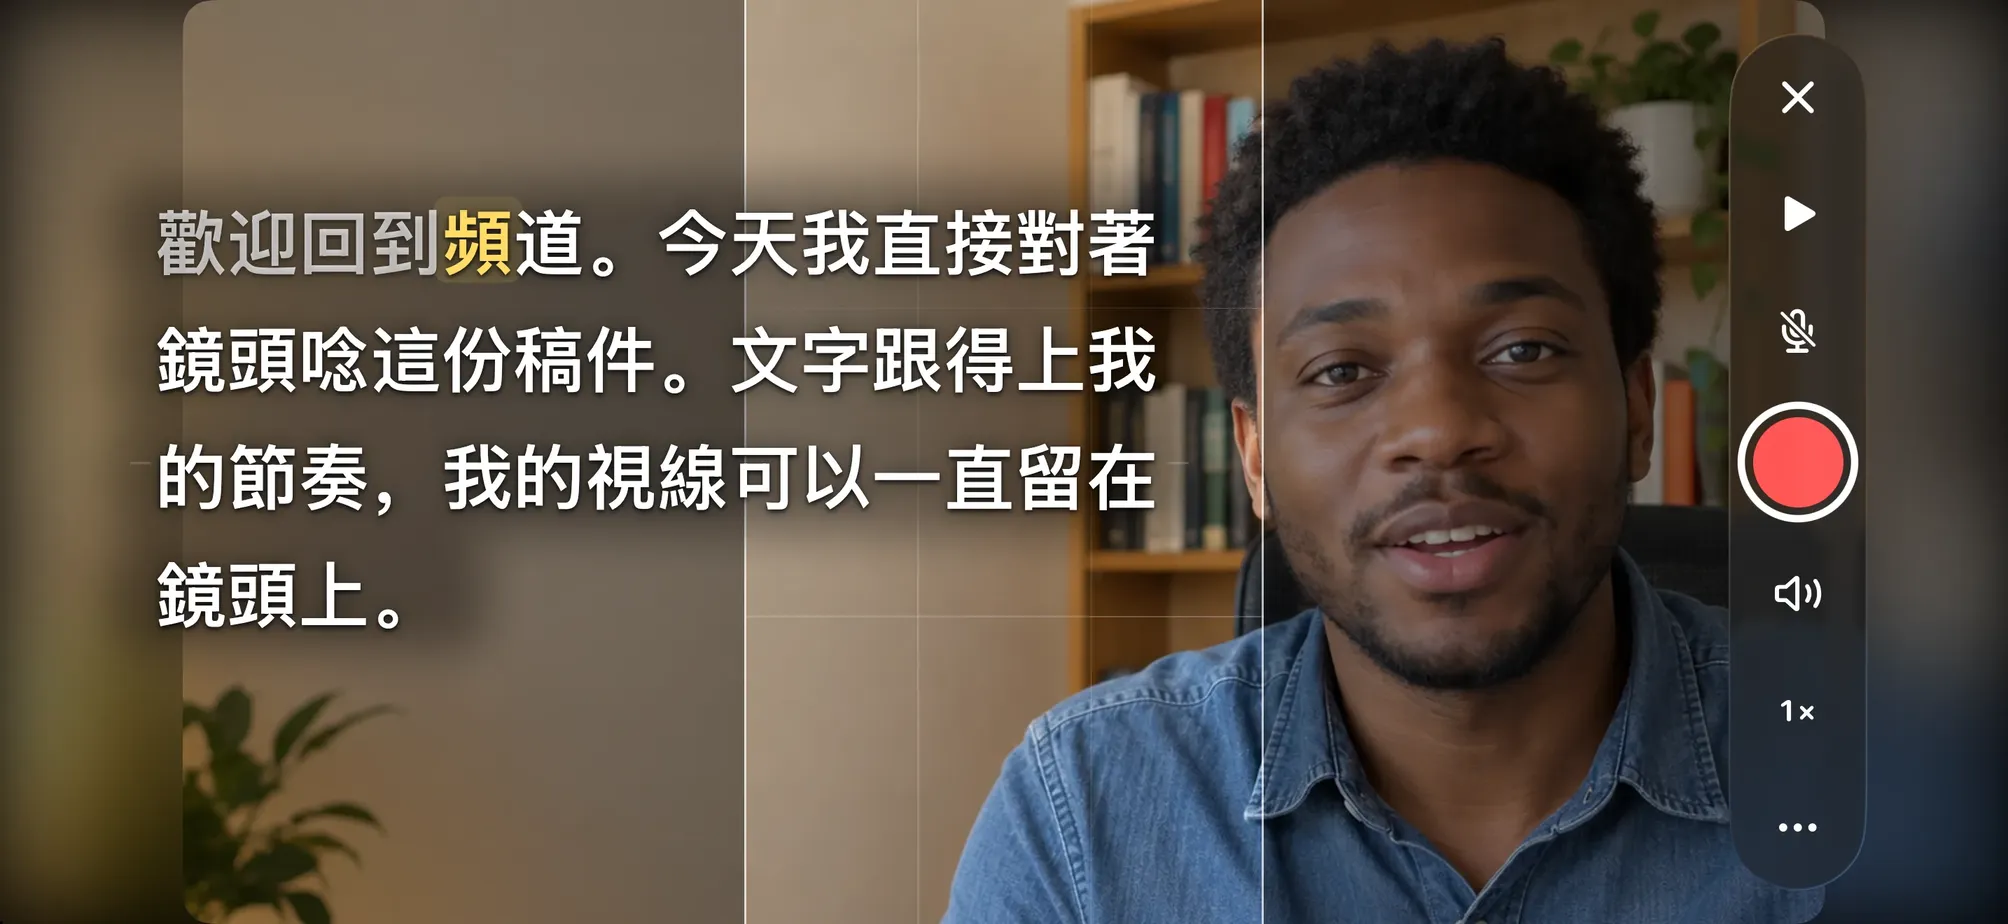 歡迎回到頻道。今天我直接對著
鏡頭唸這份稿件。文字跟得上我
的節奏，我的視線可以一直留在
鏡頭上。
1×